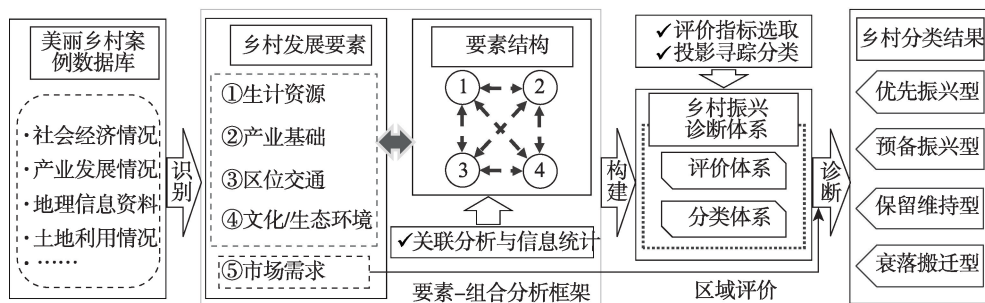 美丽乡村案
例数据库
·社会经济情况
·产业发展情况
·地理信息资料
·土地利用情况
·……
识别
乡村发展要素
①生计资源
②产业基础
③区位交通
④文化/生态环境
⑤市场需求
要素结构
1
2
3
4
✓关联分析与信息统计
要素-组合分析框架
构建
✓评价指标选取
✓投影寻踪分类
乡村振兴
诊断体系
评价体系
分类体系
区域评价
诊断
乡村分类结果
优先振兴型
预备振兴型
保留维持型
衰落搬迁型